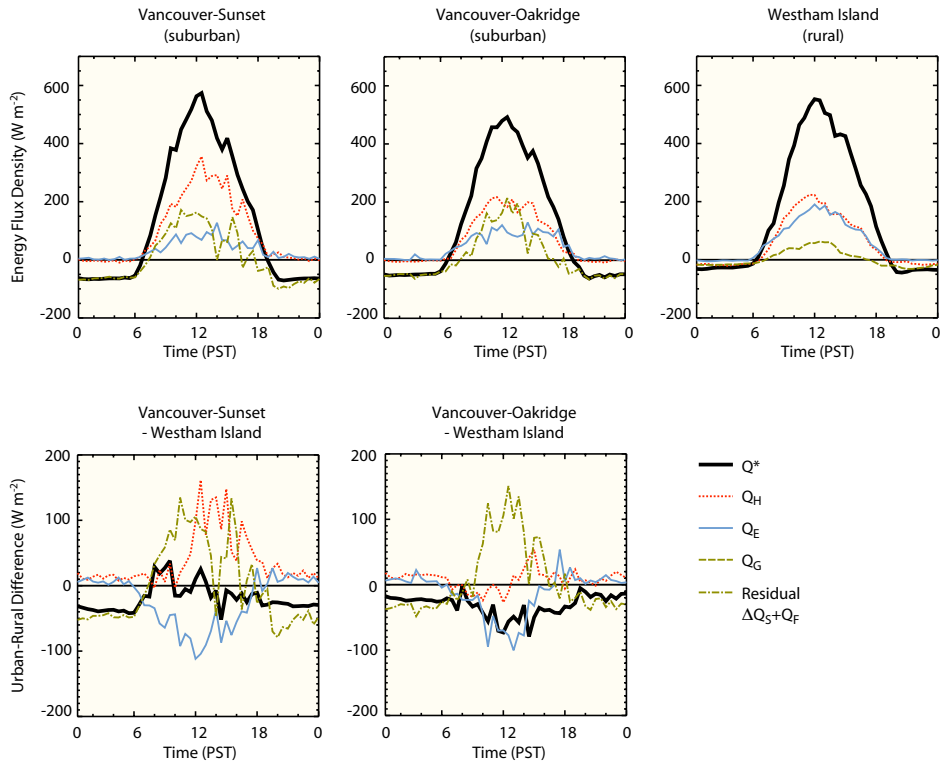 Vancouver-Sunset
(suburban)
Vancouver-Oakridge
(suburban)
Westham Island
(rural)
Energy Flux Density (W m⁻²)
600
400
200
0
-200
0 6 12 18 0
Time (PST)
600
400
200
0
-200
0 6 12 18 0
Time (PST)
600
400
200
0
-200
0 6 12 18 0
Time (PST)
Vancouver-Sunset
- Westham Island
Vancouver-Oakridge
- Westham Island
Urban-Rural Difference (W m⁻²)
200
100
0
-100
-200
0 6 12 18 0
Time (PST)
200
100
0
-100
-200
0 6 12 18 0
Time (PST)
Q*
Q_H
Q_E
Q_G
Residual
ΔQ_S+Q_F